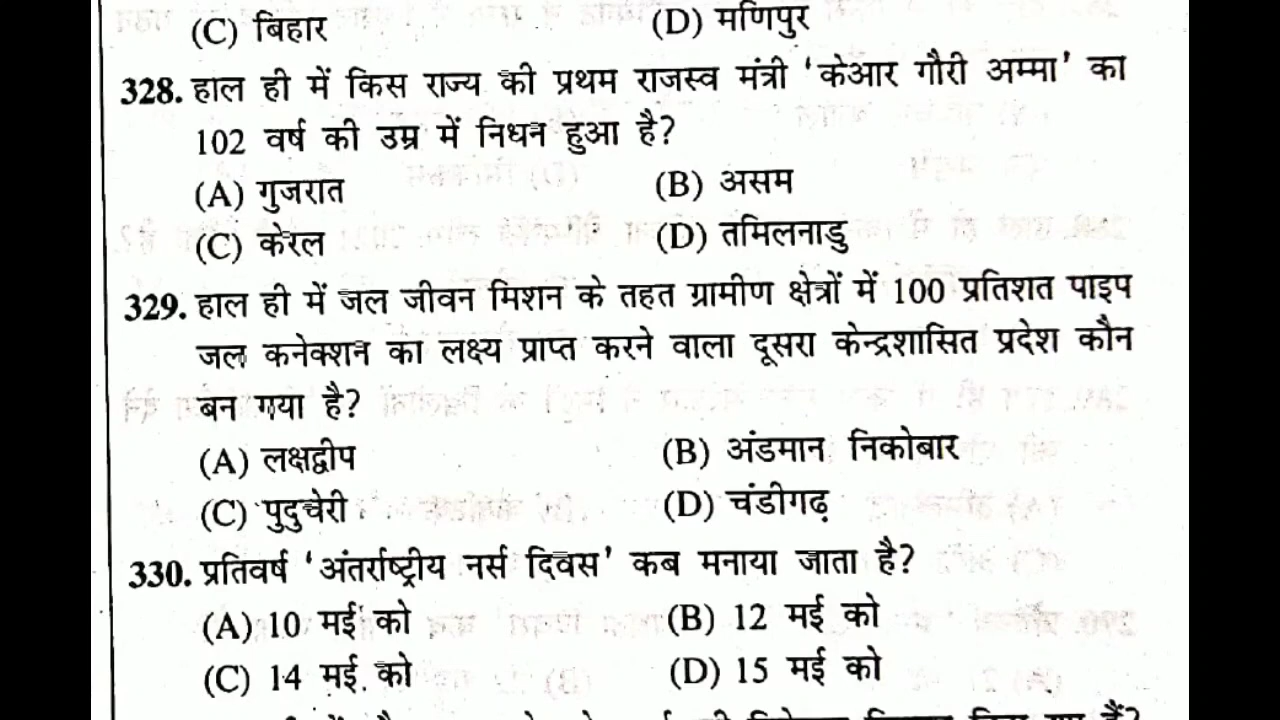 (C) बिहार (D) मणिपुर
328. हाल ही में किस राज्य की प्रथम राजस्व मंत्री ‘केआर गौरी अम्मा’ का
102 वर्ष की उम्र में निधन हुआ है?
(A) गुजरात (B) असम
(C) केरल (D) तमिलनाडु
329. हाल ही में जल जीवन मिशन के तहत ग्रामीण क्षेत्रों में 100 प्रतिशत पाइप
जल कनेक्शन का लक्ष्य प्राप्त करने वाला दूसरा केन्द्रशासित प्रदेश कौन
बन गया है?
(A) लक्षद्वीप (B) अंडमान निकोबार
(C) पुदुचेरी (D) चंडीगढ़
330. प्रतिवर्ष ‘अंतर्राष्ट्रीय नर्स दिवस’ कब मनाया जाता है?
(A) 10 मई को (B) 12 मई को
(C) 14 मई को (D) 15 मई को